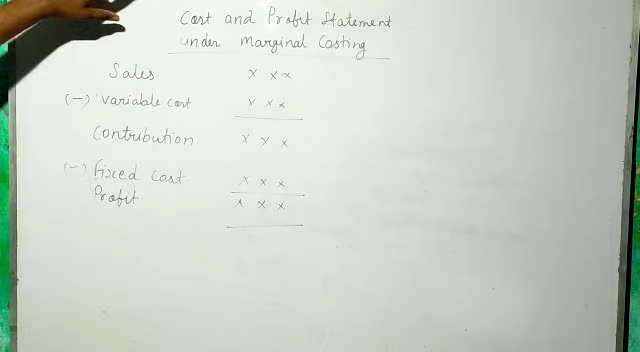 Cost and Profit Statement
under Marginal Costing
Sales x x x
(-) Variable cost x x x
Contribution x x x
(-) Fixed Cost x x x
Profit x x x